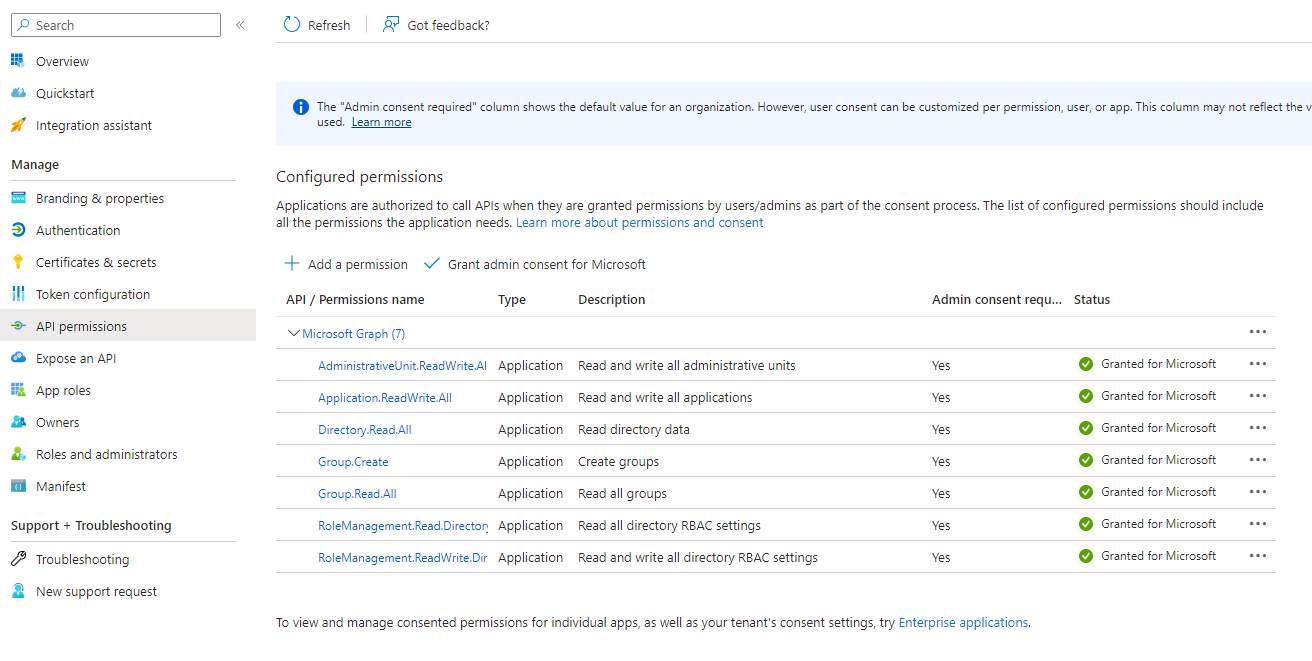 Search
«
Refresh
Got feedback?
Overview
Quickstart
Integration assistant
Manage
Branding & properties
Authentication
Certificates & secrets
Token configuration
API permissions
Expose an API
App roles
Owners
Roles and administrators
Manifest
Support + Troubleshooting
Troubleshooting
New support request
The "Admin consent required" column shows the default value for an organization. However, user consent can be customized per permission, user, or app. This column may not reflect the v
used. Learn more
Configured permissions
Applications are authorized to call APIs when they are granted permissions by users/admins as part of the consent process. The list of configured permissions should include
all the permissions the application needs. Learn more about permissions and consent
Add a permission Grant admin consent for Microsoft
API / Permissions name Type Description Admin consent requ... Status
Microsoft Graph (7) ...
AdministrativeUnit.ReadWrite.Al Application Read and write all administrative units Yes Granted for Microsoft ...
Application.ReadWrite.All Application Read and write all applications Yes Granted for Microsoft ...
Directory.Read.All Application Read directory data Yes Granted for Microsoft ...
Group.Create Application Create groups Yes Granted for Microsoft ...
Group.Read.All Application Read all groups Yes Granted for Microsoft ...
RoleManagement.Read.Directory Application Read all directory RBAC settings Yes Granted for Microsoft ...
RoleManagement.ReadWrite.Dir Application Read and write all directory RBAC settings Yes Granted for Microsoft ...
To view and manage consented permissions for individual apps, as well as your tenant's consent settings, try Enterprise applications.